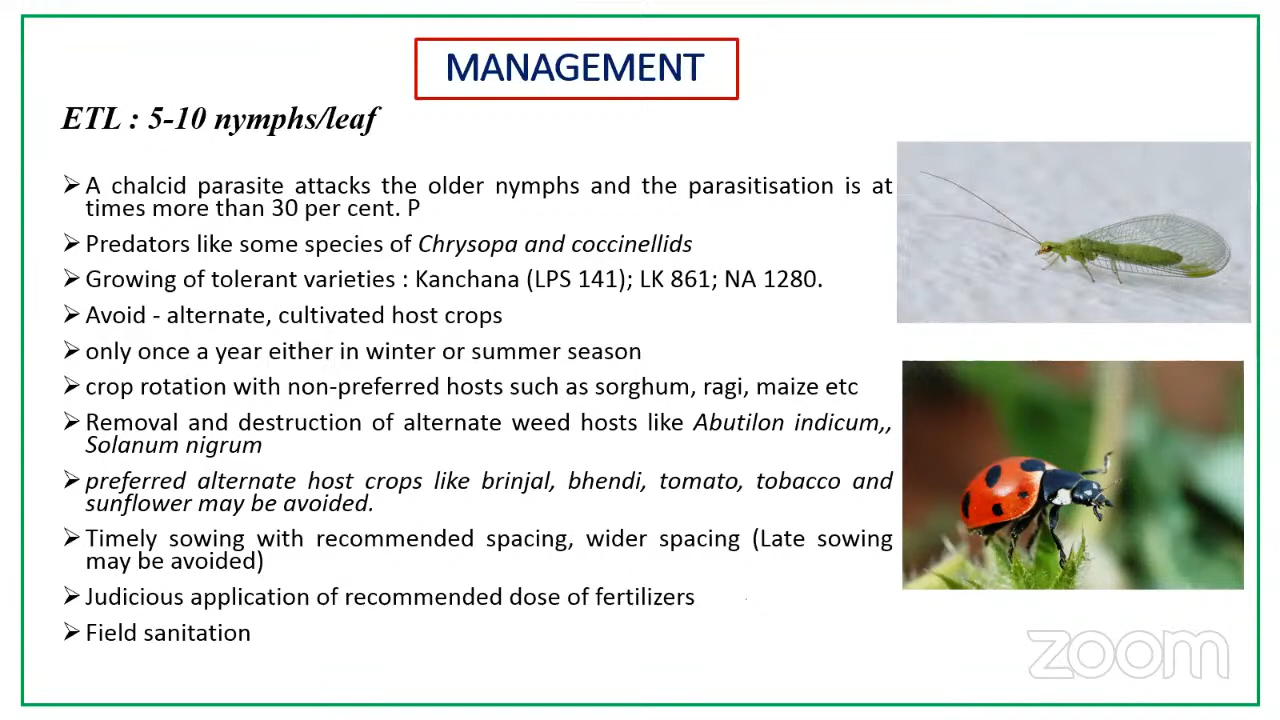 MANAGEMENT
ETL : 5-10 nymphs/leaf
➢A chalcid parasite attacks the older nymphs and the parasitisation is at
times more than 30 per cent. P
➢Predators like some species of Chrysopa and coccinellids
➢Growing of tolerant varieties : Kanchana (LPS 141); LK 861; NA 1280.
➢Avoid - alternate, cultivated host crops
➢only once a year either in winter or summer season
➢crop rotation with non-preferred hosts such as sorghum, ragi, maize etc
➢Removal and destruction of alternate weed hosts like Abutilon indicum,,
Solanum nigrum
➢preferred alternate host crops like brinjal, bhendi, tomato, tobacco and
sunflower may be avoided.
➢Timely sowing with recommended spacing, wider spacing (Late sowing
may be avoided)
➢Judicious application of recommended dose of fertilizers
➢Field sanitation
zoom